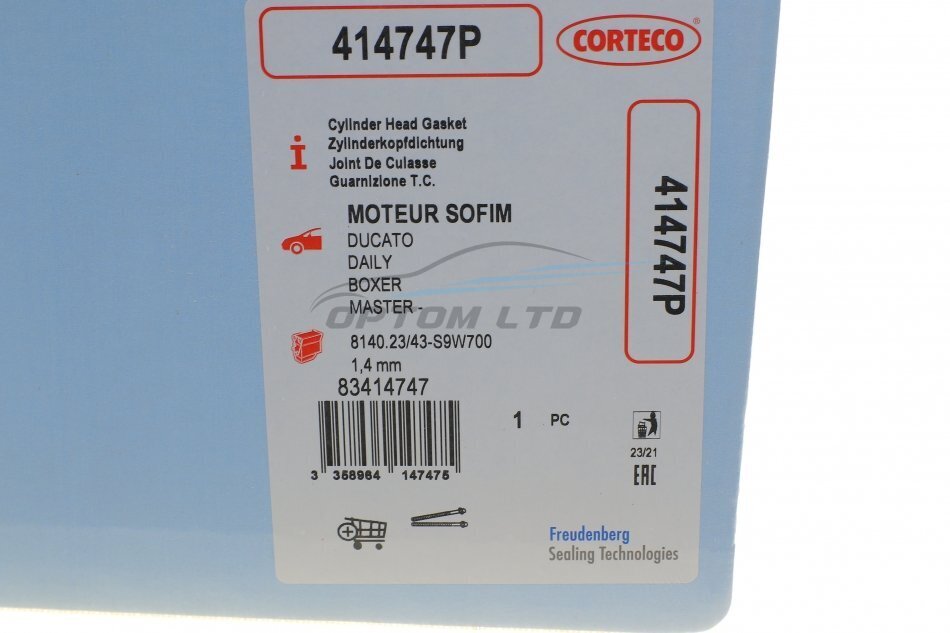 414747P
CORTECO®
Cylinder Head Gasket
Zylinderkopfdichtung
Joint De Culasse
Guarnizione T.C.
414747P
MOTEUR SOFIM
DUCATO
DAILY
BOXER
MASTER -
OPTOM LTD
8140.23/43-S9W700
1,4 mm
83414747
1 PC
3 358964 147475
23/21
EAC
Freudenberg
Sealing Technologies